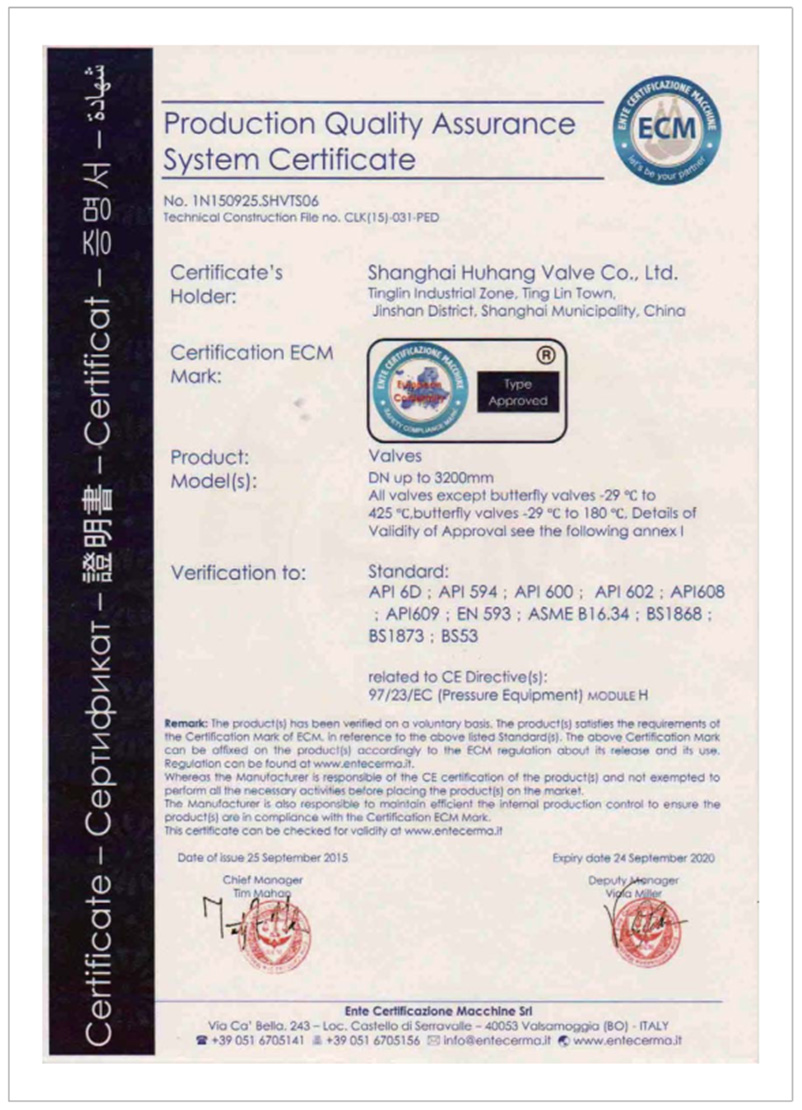 Certificate – Сертификат – 證明書 – Certificat – 증명서 – شهادة
Production Quality Assurance
System Certificate
ENTE CERTIFICAZIONE MACCHINE
ECM
let's be your partner
No. 1N150925.SHVTS06
Technical Construction File no. CLK(15)-031-PED
Certificate's
Holder:
Shanghai Huhang Valve Co., Ltd.
Tinglin Industrial Zone, Ting Lin Town,
Jinshan District, Shanghai Municipality, China
Certification ECM
Mark:
ENTE CERTIFICAZIONE MACCHINE
European
Conformity
SAFETY COMPLIANCE MARK
®
Type
Approved
Product:
Model(s):
Valves
DN up to 3200mm
All valves except butterfly valves -29 ℃ to
425 ℃,butterfly valves -29 ℃ to 180 ℃, Details of
Validity of Approval see the following annex I
Verification to:
Standard:
API 6D ; API 594 ; API 600 ; API 602 ; API608
; API609 ; EN 593 ; ASME B16.34 ; BS1868 ;
BS1873 ; BS53
related to CE Directive(s):
97/23/EC (Pressure Equipment) MODULE H
Remark: The product(s) has been verified on a voluntary basis. The product(s) satisfies the requirements of
the Certification Mark of ECM, in reference to the above listed Standard(s). The above Certification Mark
can be affixed on the product(s) accordingly to the ECM regulation about its release and its use.
Regulation can be found at www.entecerma.it.
Whereas the Manufacturer is responsible of the CE certification of the product(s) and not exempted to
perform all the necessary activities before placing the product(s) on the market.
The Manufacturer is also responsible to maintain efficient the internal production control to ensure the
product(s) are in compliance with the Certification ECM Mark.
This certificate can be checked for validity at www.entecerma.it
Date of issue 25 September 2015
Expiry date 24 September 2020
Chief Manager
Tim Mahan
Deputy Manager
Viola Miller
Ente Certificazione Macchine Srl
Via Ca' Bella, 243 – Loc. Castello di Serravalle – 40053 Valsamoggia (BO) - ITALY
☎ +39 051 6705141 +39 051 6705156 info@entecerma.it www.entecerma.it